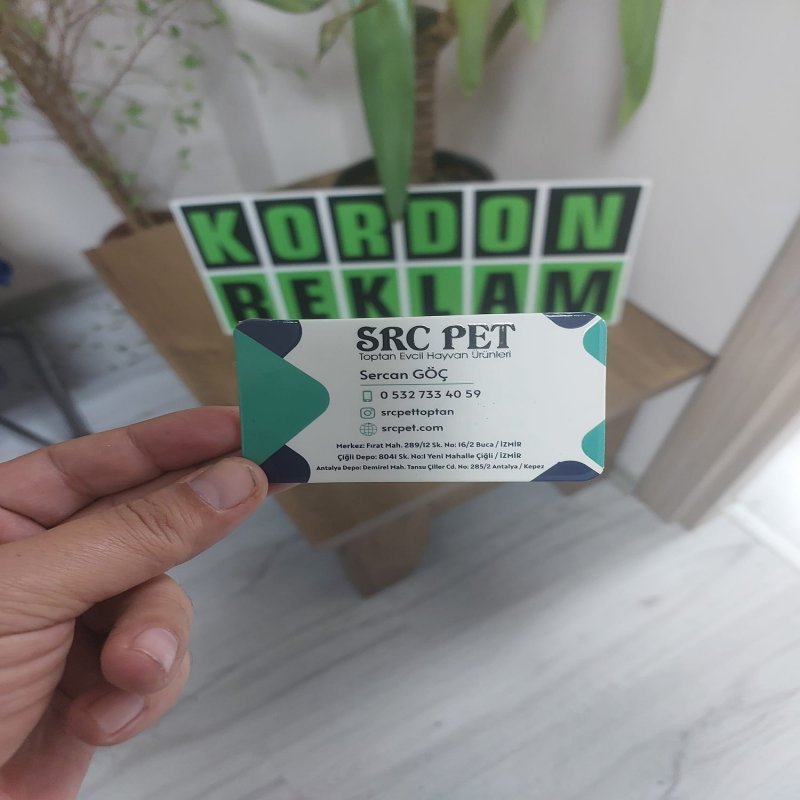 KORDON
REKLAM
SRC PET
Toptan Evcil Hayvan Ürünleri
Sercan GÖÇ
0 532 733 40 59
srcpettoptan
srcpet.com
Merkez: Fırat Mah. 289/12 Sk. No: 16/2 Buca / İZMİR
Çiğli Depo: 8041 Sk. No:1 Yeni Mahalle Çiğli / İZMİR
Antalya Depo: Demirel Mah. Tansu Çiller Cd. No: 285/2 Antalya / Kepez